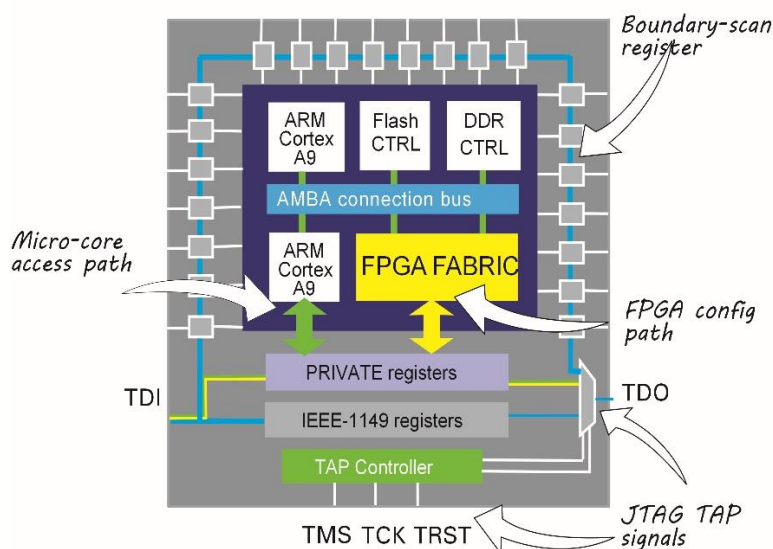 Boundary-scan
register
ARM
Cortex
A9
Flash
CTRL
DDR
CTRL
AMBA connection bus
Micro-core
access path
ARM
Cortex
A9
FPGA FABRIC
FPGA config
path
PRIVATE registers
TDI
TDO
IEEE-1149 registers
TAP Controller
JTAG TAP
signals
TMS TCK TRST